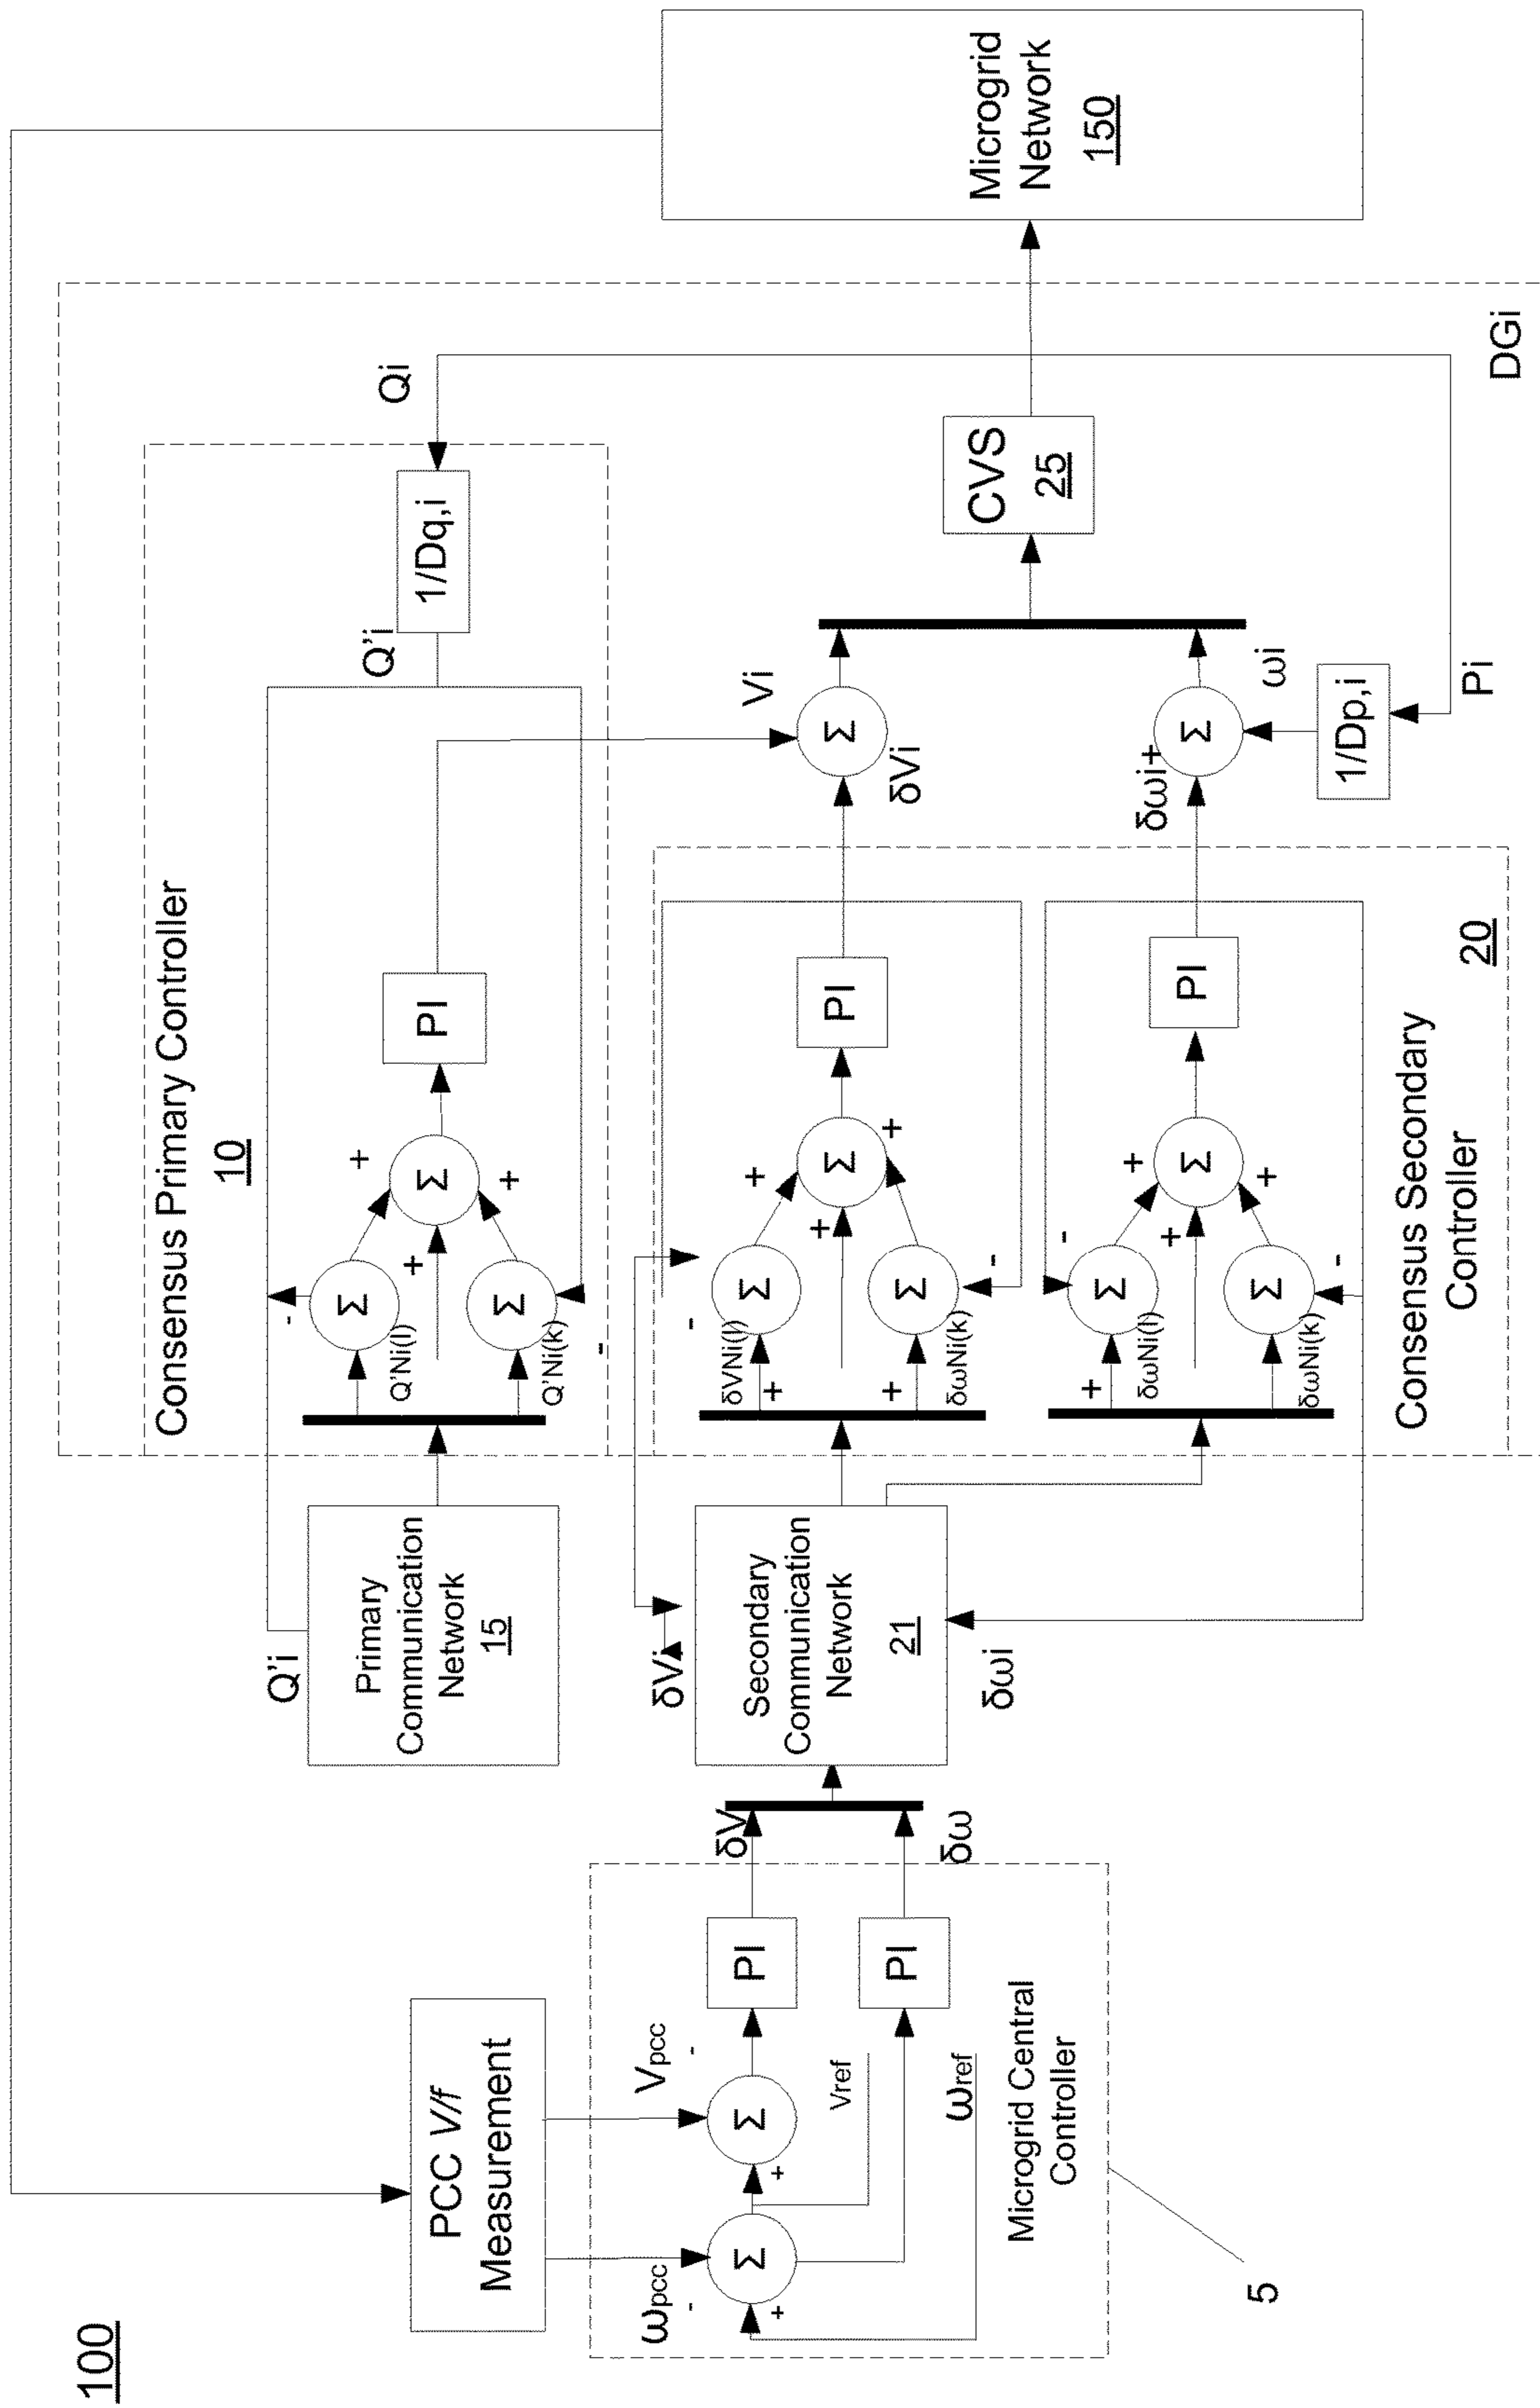 100
PCC V/f
Measurement
ωpcc
-
Σ
+
Vpcc
-
Σ
+
PI
PI
Vref
ωref
Microgrid Central
Controller
5
δV
δω
Q'i
Primary
Communication
Network
15
δVi
Secondary
Communication
Network
21
δωi
Consensus Primary Controller
10
-
Σ
Q'Ni(l)
+
+
Σ
+
Σ
Q'Ni(k)
-
PI
Q'i
1/Dq,i
Qi
-
-
Σ
δVNi(l)
+
+
+
Σ
+
Σ
δωNi(k)
+
-
PI
-
Σ
δωNi(l)
+
+
+
Σ
+
Σ
δωNi(k)
-
PI
20
Consensus Secondary
Controller
Vi
Σ
δVi
δωi+
Σ
ωi
1/Dp,i
Pi
CVS
25
DGi
Microgrid
Network
150